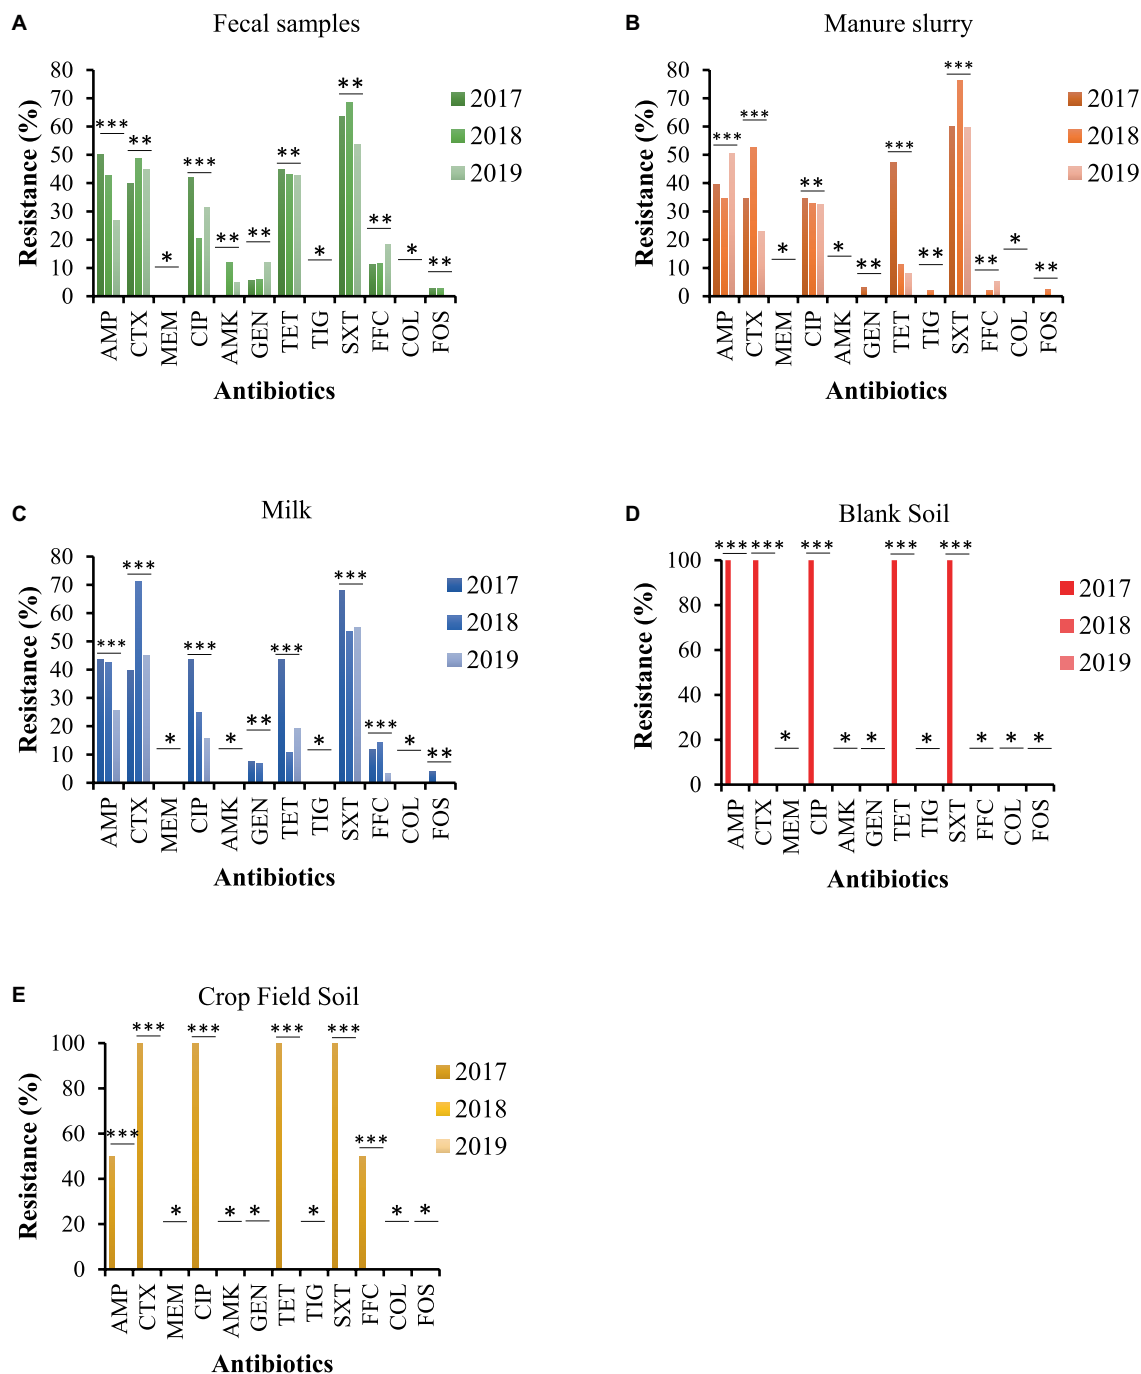 A
Fecal samples
80
70
60
50
40
30
20
10
0
Resistance (%)
*** ** * *** ** ** ** * ** ** * **
AMP CTX MEM CIP AMK GEN TET TIG SXT FFC COL FOS
Antibiotics
2017
2018
2019
B
Manure slurry
80
70
60
50
40
30
20
10
0
Resistance (%)
*** *** * ** * ** *** ** *** ** * **
AMP CTX MEM CIP AMK GEN TET TIG SXT FFC COL FOS
Antibiotics
2017
2018
2019
C
Milk
80
70
60
50
40
30
20
10
0
Resistance (%)
*** *** * *** * ** *** * *** *** * **
AMP CTX MEM CIP AMK GEN TET TIG SXT FFC COL FOS
Antibiotics
2017
2018
2019
D
Blank Soil
100
80
60
40
20
0
Resistance (%)
*** *** * *** * * *** * *** * * *
AMP CTX MEM CIP AMK GEN TET TIG SXT FFC COL FOS
Antibiotics
2017
2018
2019
E
Crop Field Soil
100
80
60
40
20
0
Resistance (%)
*** *** * *** * * *** * *** *** * *
AMP CTX MEM CIP AMK GEN TET TIG SXT FFC COL FOS
Antibiotics
2017
2018
2019